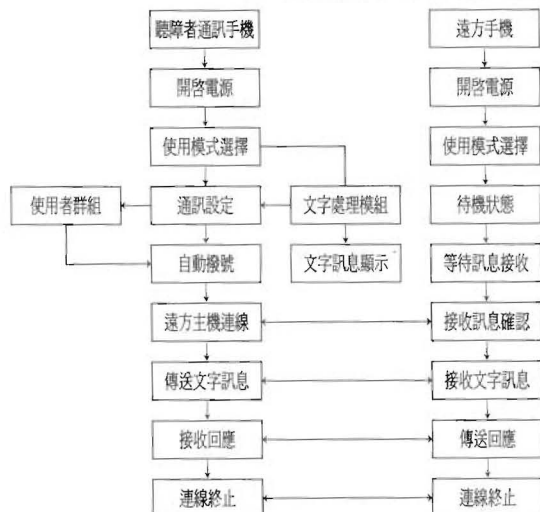 聽障者通訊手機
遠方手機
開啓電源
開啓電源
使用模式選擇
使用模式選擇
使用者群組
通訊設定
文字處理模組
待機狀態
自動撥號
文字訊息顯示
等待訊息接收
遠方主機連線
接收訊息確認
傳送文字訊息
接收文字訊息
接收回應
傳送回應
連線終止
連線終止